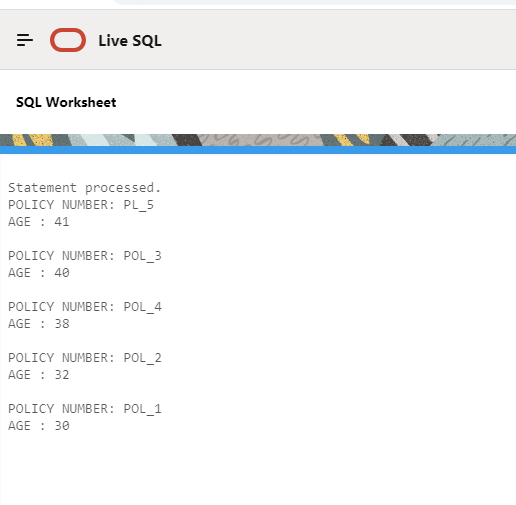 Live SQL
SQL Worksheet
Statement processed.
POLICY NUMBER: PL_5
AGE : 41
POLICY NUMBER: POL_3
AGE : 40
POLICY NUMBER: POL_4
AGE : 38
POLICY NUMBER: POL_2
AGE : 32
POLICY NUMBER: POL_1
AGE : 30